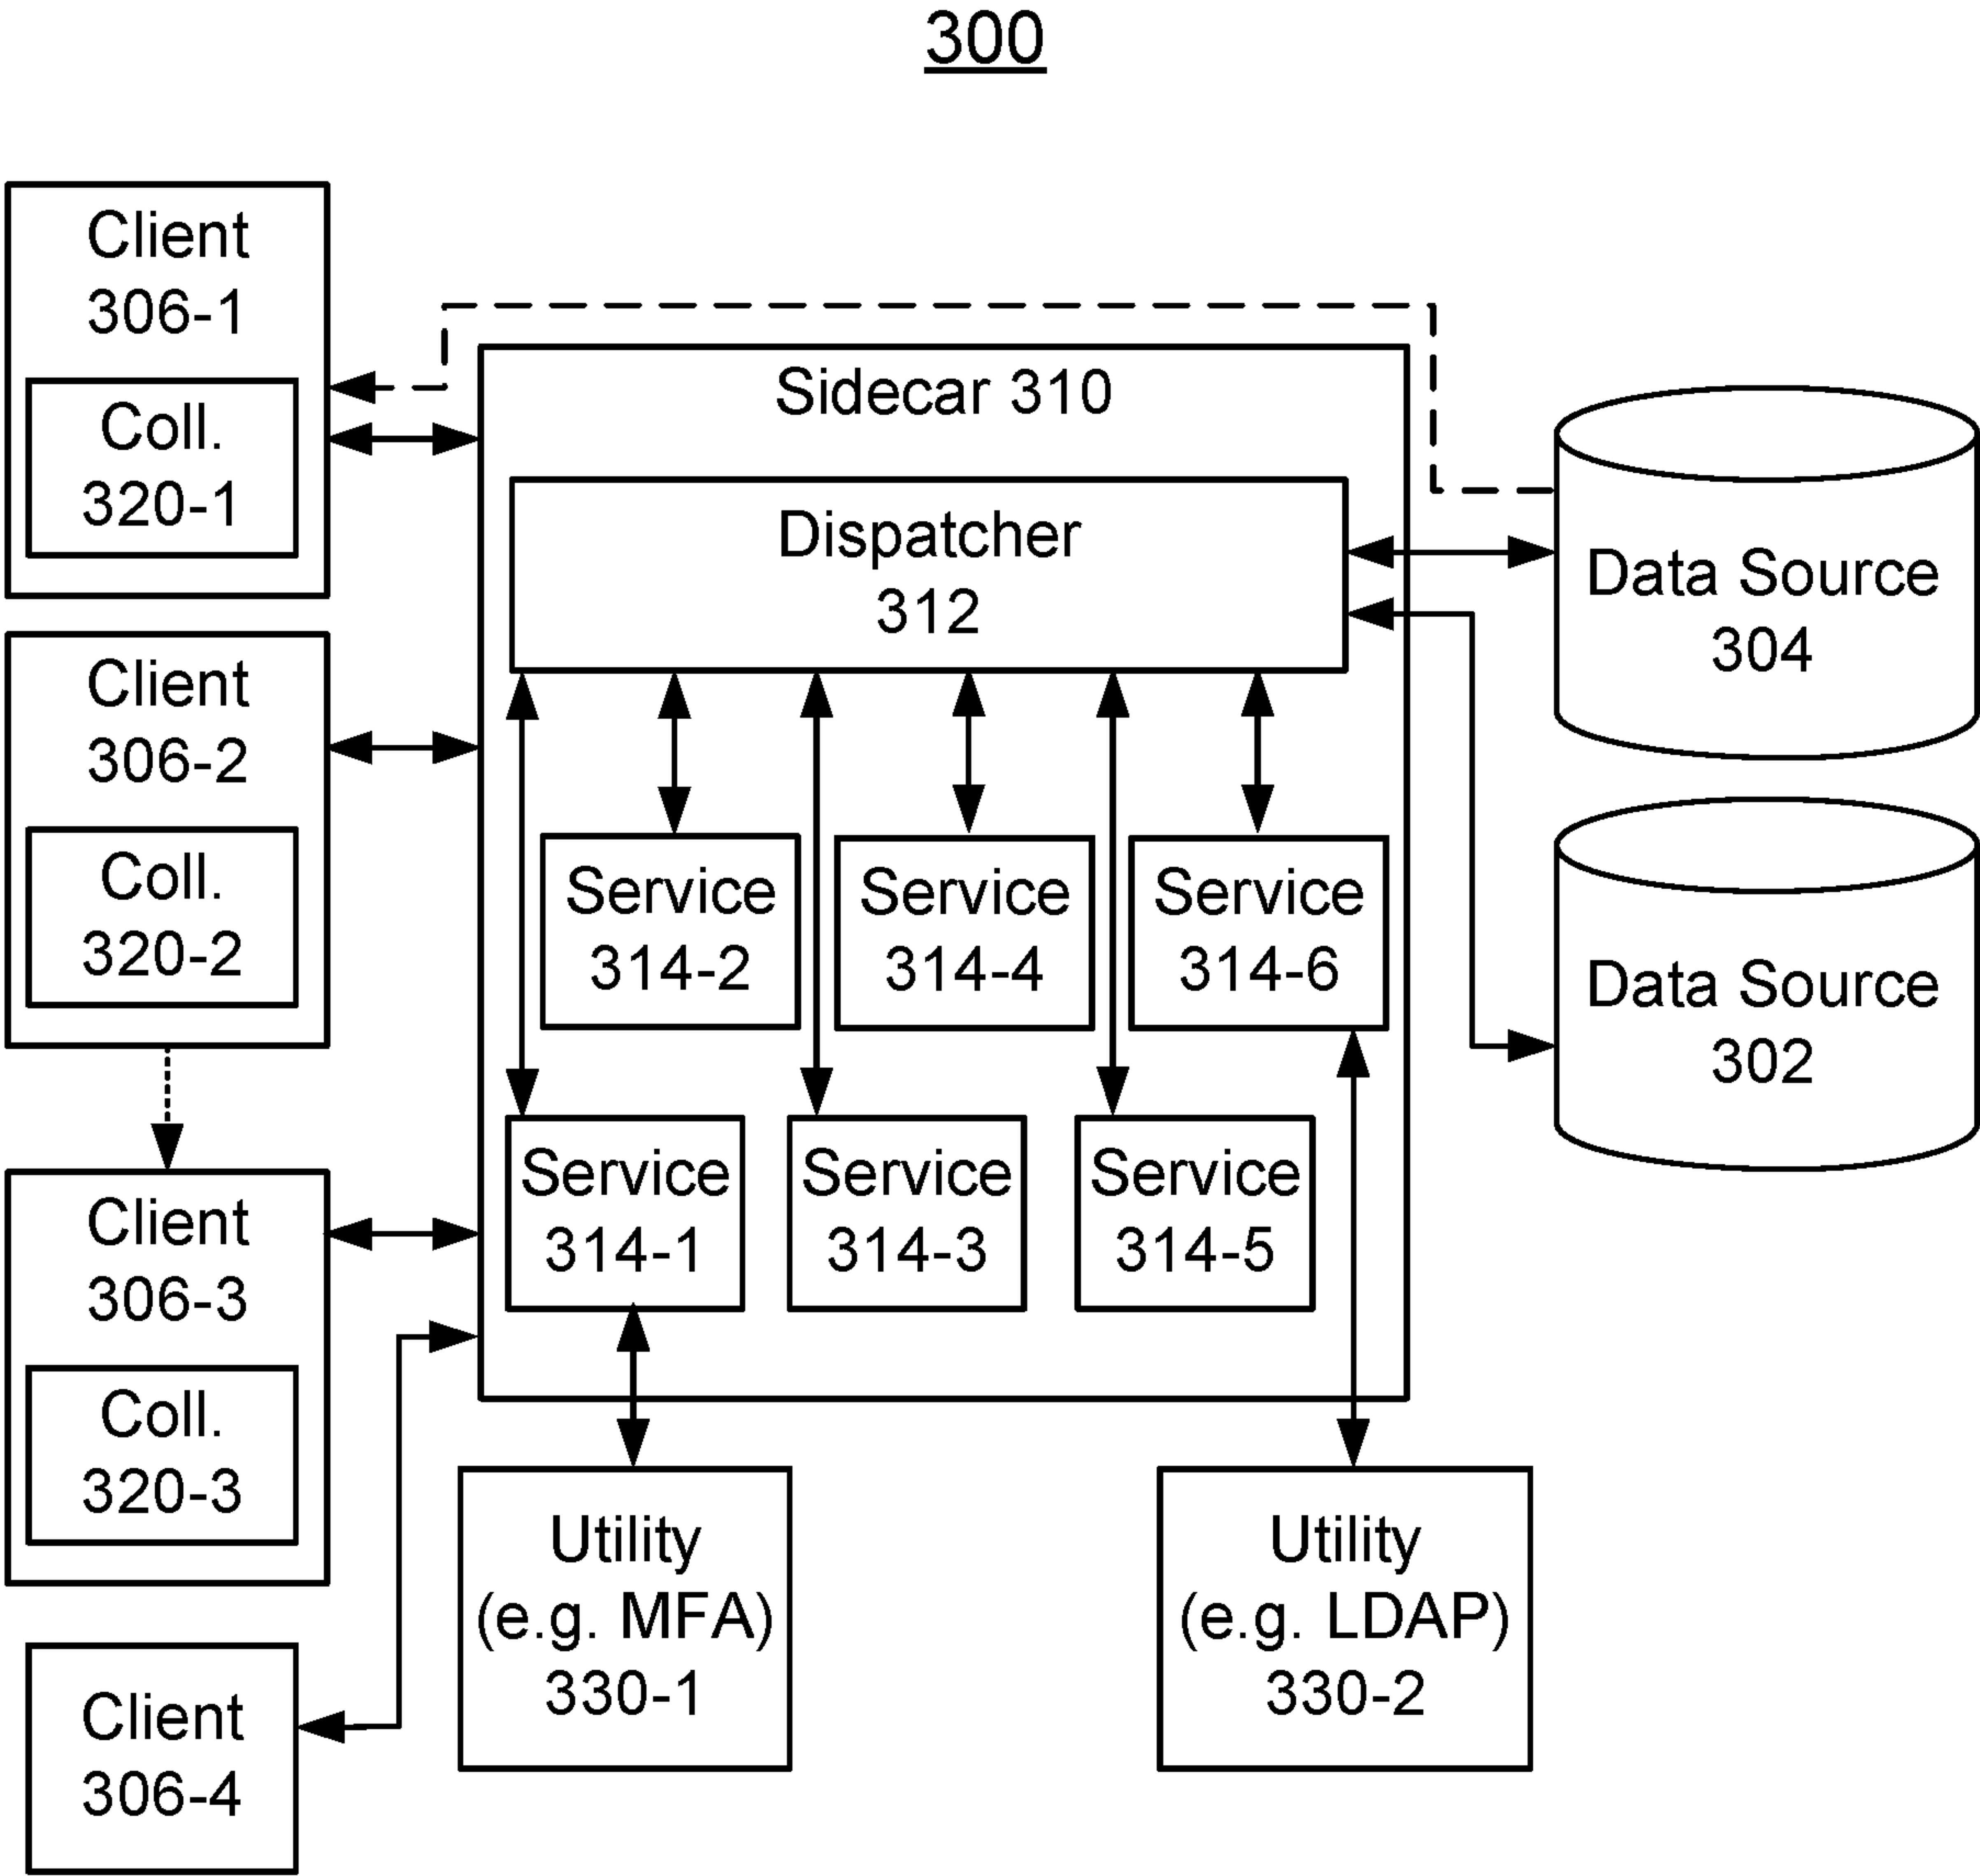 300
Client
306-1
Coll.
320-1
Client
306-2
Coll.
320-2
Client
306-3
Coll.
320-3
Client
306-4
Sidecar 310
Dispatcher
312
Service
314-2
Service
314-4
Service
314-6
Service
314-1
Service
314-3
Service
314-5
Utility
(e.g. MFA)
330-1
Utility
(e.g. LDAP)
330-2
Data Source
304
Data Source
302